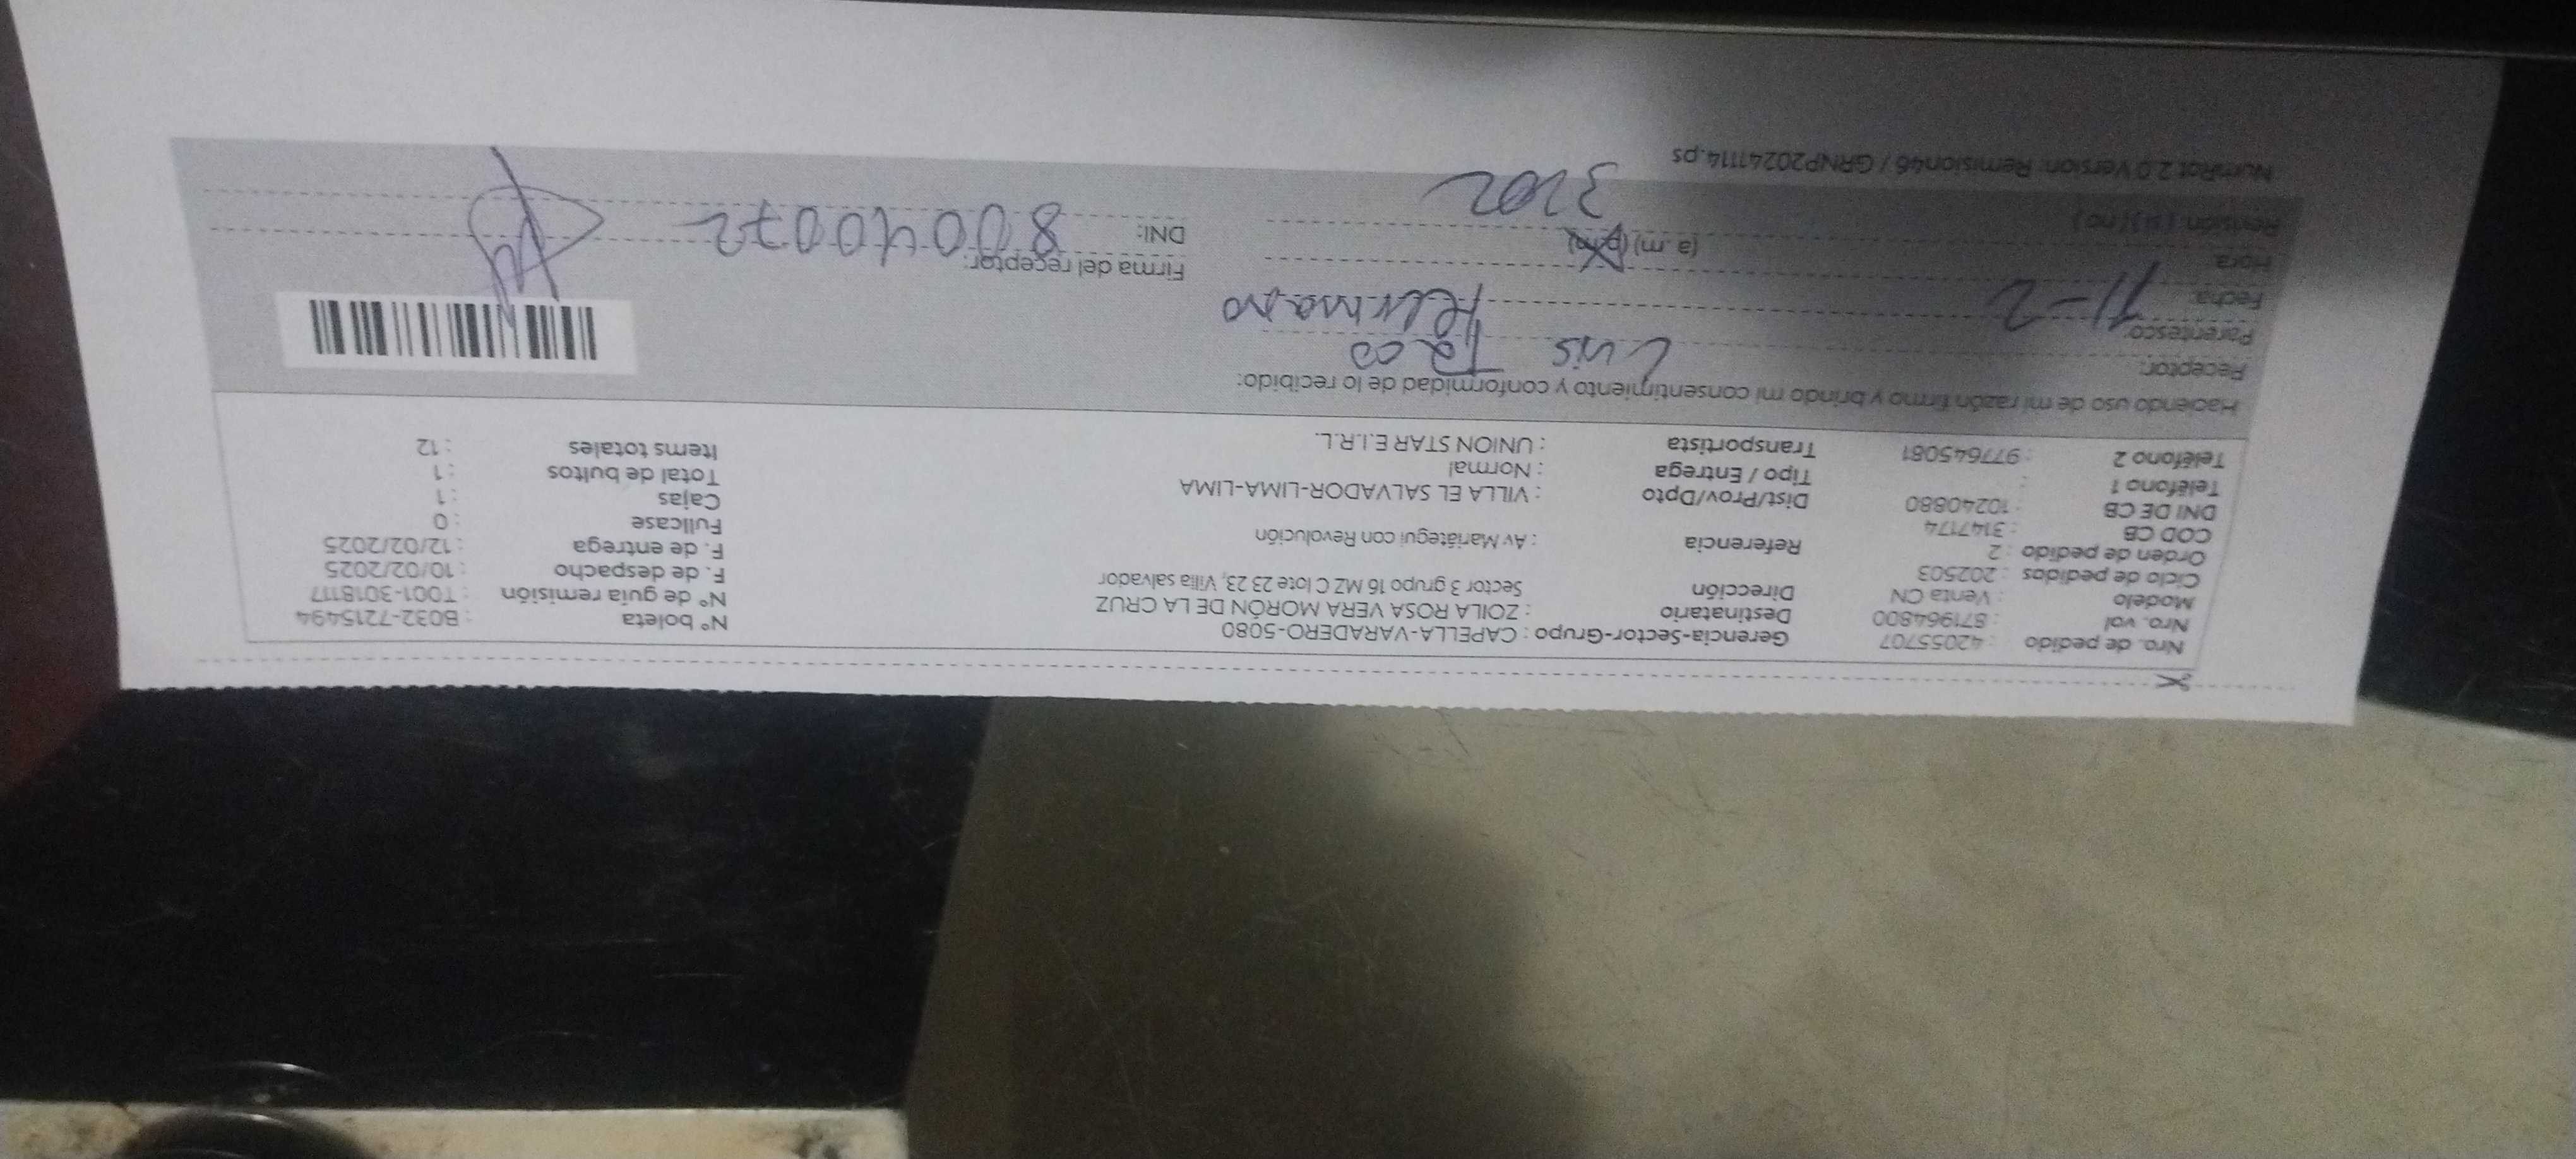 Nro. de pedido : 42055707 Gerencia-Sector-Grupo : CAPELLA-VARADERO-5080 N° boleta : B032-7215494
Nro. val : 871964800 Destinatario : ZOILA ROSA VERA MORÓN DE LA CRUZ N° de guía remisión : T001-3018117
Modelo : Venta CN Dirección Sector 3 grupo 16 MZ C lote 23 23, Villa salvador F. de despacho : 10/02/2025
Ciclo de pedidos : 202503 F. de entrega : 12/02/2025
Orden de pedido : 2 Referencia : Av Mariátegui con Revolución Fullcase : 0
COD CB : 3147174 Cajas : 1
DNI DE CB : 10240880 Dist/Prov/Dpto : VILLA EL SALVADOR-LIMA-LIMA Total de bultos : 1
Teléfono 1 : Tipo / Entrega : Normal Items totales : 12
Teléfono 2 : 977645081 Transportista : UNION STAR E.I.R.L.
Haciendo uso de mi razón firmo y brindo mi consentimiento y conformidad de lo recibido:
Receptor: Luis
Parentesco: Hermano
Fecha: 11-2
Hora: (a. m) (p.m) Firma del receptor:
Revisión: ( si ) ( no ) DNI: 80040072
NumRot 2.0 Version: Remision46 / GRNP20241114.ps